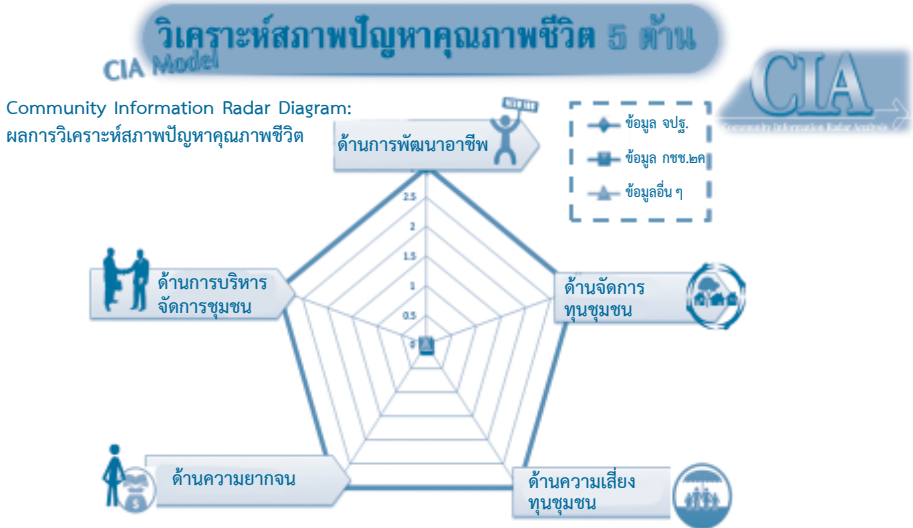 วิเคราะห์สภาพปัญหาคุณภาพชีวิต 5 ด้าน
CIA Model
CIA
Community Information Radar Analysis
Community Information Radar Diagram:
ผลการวิเคราะห์สภาพปัญหาคุณภาพชีวิต
ข้อมูล จปฐ.
ข้อมูล กชช.๒ค
ข้อมูลอื่น ๆ
ด้านการพัฒนาอาชีพ
2.5
2
1.5
1
0.5
0
ด้านการบริหาร
จัดการชุมชน
ด้านจัดการ
ทุนชุมชน
ด้านความยากจน
ด้านความเสี่ยง
ทุนชุมชน
$